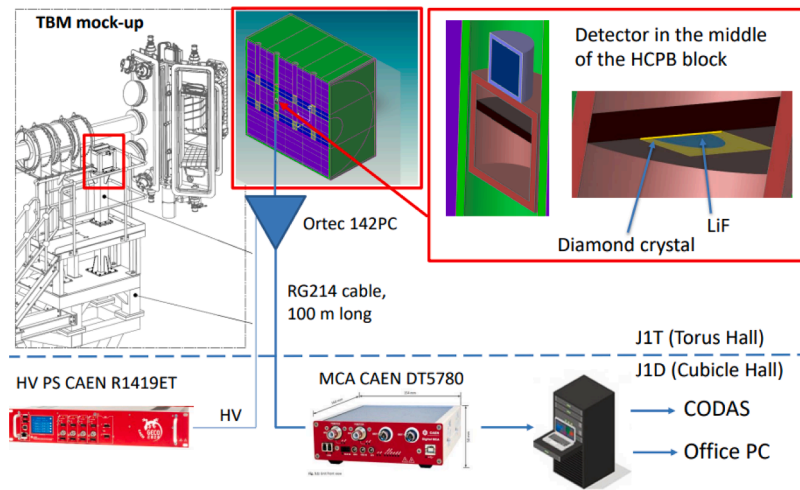 TBM mock-up
Detector in the middle
of the HCPB block
Ortec 142PC
LiF
Diamond crystal
RG214 cable,
100 m long
J1T (Torus Hall)
J1D (Cubicle Hall)
HV PS CAEN R1419ET
MCA CAEN DT5780
HV
CODAS
Office PC